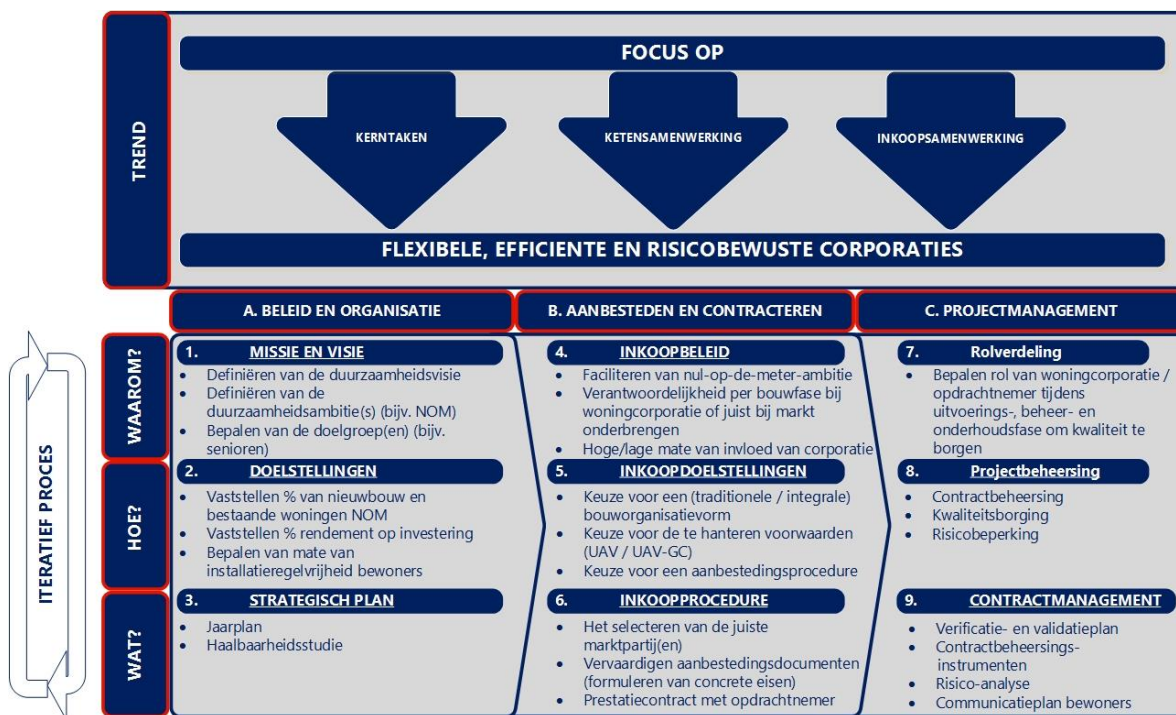 TREND
FOCUS OP
KERNTAKEN
KETENSAMENWERKING
INKOOPSAMENWERKING
FLEXIBELE, EFFICIENTE EN RISICOBEWUSTE CORPORATIES
A. BELEID EN ORGANISATIE
B. AANBESTEDEN EN CONTRACTEREN
C. PROJECTMANAGEMENT
ITERATIEF PROCES
WAAROM?
1. MISSIE EN VISIE
• Definiëren van de duurzaamheidsvisie
• Definiëren van de
duurzaamheidsambitie(s) (bijv. NOM)
• Bepalen van de doelgroep(en) (bijv.
senioren)
4. INKOOPBELEID
• Faciliteren van nul-op-de-meter-ambitie
• Verantwoordelijkheid per bouwfase bij
woningcorporatie of juist bij markt
onderbrengen
• Hoge/lage mate van invloed van corporatie
7. Rolverdeling
• Bepalen rol van woningcorporatie /
opdrachtnemer tijdens
uitvoerings-, beheer- en
onderhoudsfase om kwaliteit te
borgen
HOE?
2. DOELSTELLINGEN
• Vaststellen % van nieuwbouw en
bestaande woningen NOM
• Vaststellen % rendement op investering
• Bepalen van mate van
installatieregelvrijheid bewoners
5. INKOOPDOELSTELLINGEN
• Keuze voor een (traditionele / integrale)
bouworganisatievorm
• Keuze voor de te hanteren voorwaarden
(UAV / UAV-GC)
• Keuze voor een aanbestedingsprocedure
8. Projectbeheersing
• Contractbeheersing
• Kwaliteitsborging
• Risicobeperking
WAT?
3. STRATEGISCH PLAN
• Jaarplan
• Haalbaarheidsstudie
6. INKOOPPROCEDURE
• Het selecteren van de juiste
marktpartij(en)
• Vervaardigen aanbestedingsdocumenten
(formuleren van concrete eisen)
• Prestatiecontract met opdrachtnemer
9. CONTRACTMANAGEMENT
• Verificatie- en validatieplan
• Contractbeheersings-
instrumenten
• Risico-analyse
• Communicatieplan bewoners